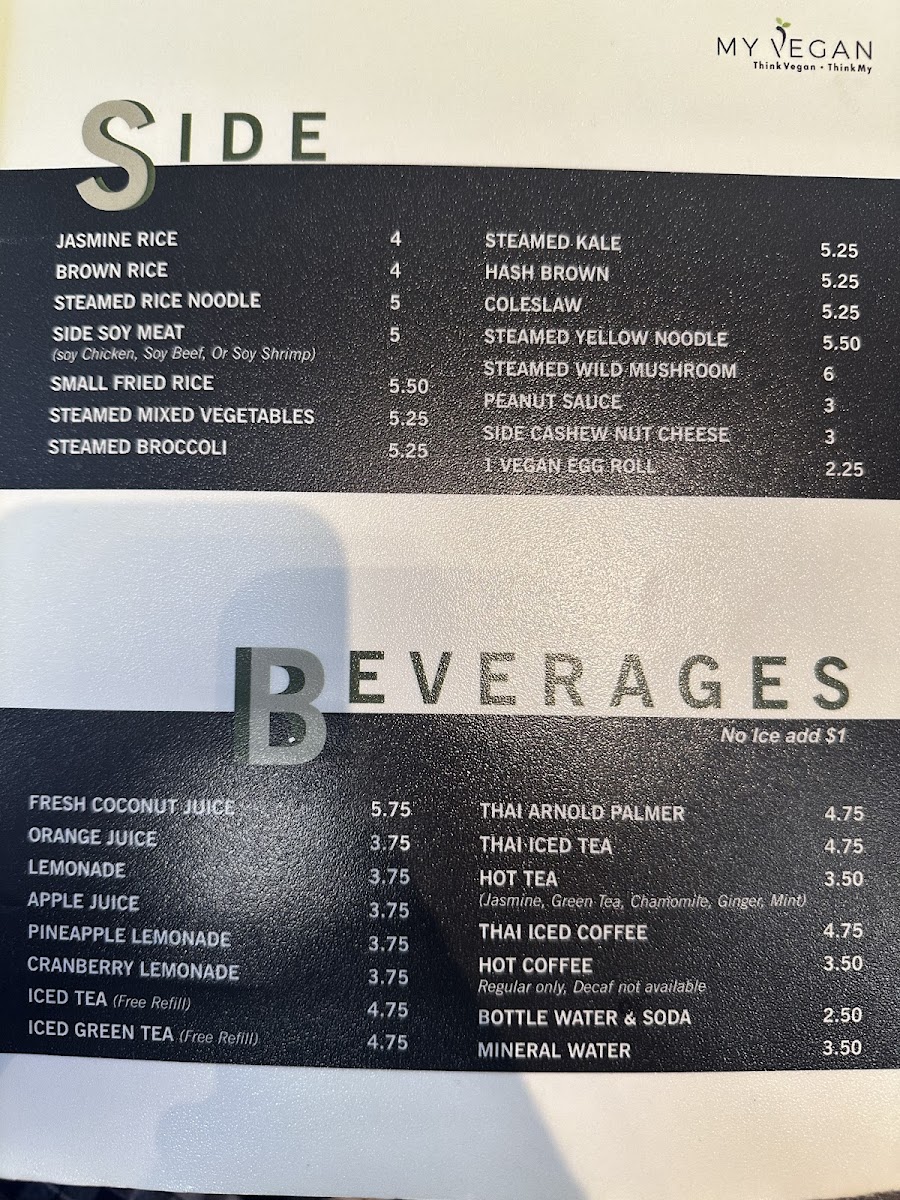 MY VEGAN
Think Vegan • Think My
SIDE
JASMINE RICE 4
BROWN RICE 4
STEAMED RICE NOODLE 5
SIDE SOY MEAT 5
(soy Chicken, Soy Beef, Or Soy Shrimp)
SMALL FRIED RICE 5.50
STEAMED MIXED VEGETABLES 5.25
STEAMED BROCCOLI 5.25
STEAMED KALE 5.25
HASH BROWN 5.25
COLESLAW 5.25
STEAMED YELLOW NOODLE 5.50
STEAMED WILD MUSHROOM 6
PEANUT SAUCE 3
SIDE CASHEW NUT CHEESE 3
1 VEGAN EGG ROLL 2.25
BEVERAGES
No Ice add $1
FRESH COCONUT JUICE 5.75
ORANGE JUICE 3.75
LEMONADE 3.75
APPLE JUICE 3.75
PINEAPPLE LEMONADE 3.75
CRANBERRY LEMONADE 3.75
ICED TEA (Free Refill) 4.75
ICED GREEN TEA (Free Refill) 4.75
THAI ARNOLD PALMER 4.75
THAI ICED TEA 4.75
HOT TEA 3.50
(Jasmine, Green Tea, Chamomile, Ginger, Mint)
THAI ICED COFFEE 4.75
HOT COFFEE 3.50
Regular only, Decaf not available
BOTTLE WATER & SODA 2.50
MINERAL WATER 3.50